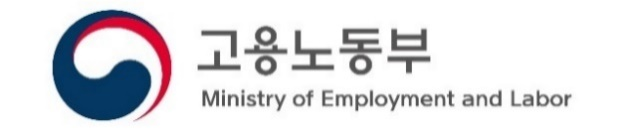 고용노동부
Ministry of Employment and Labor